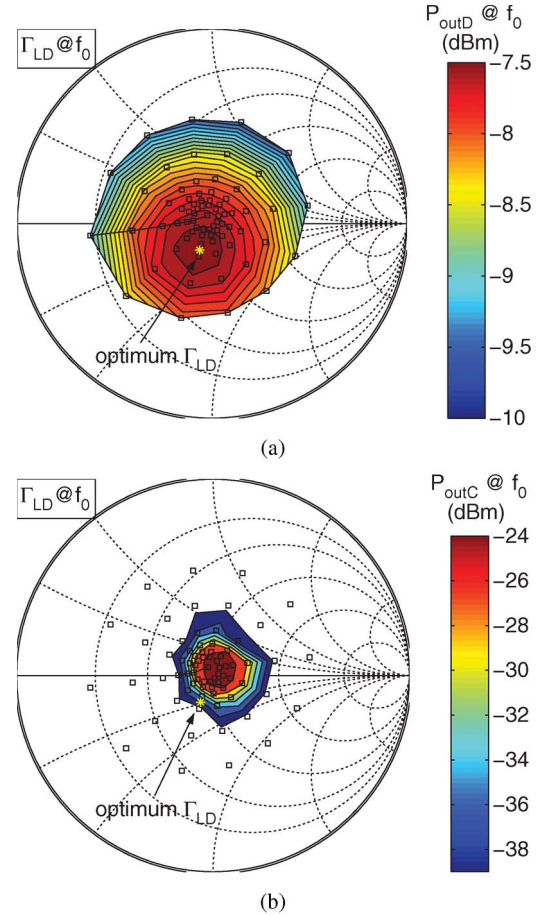 Γ_LD @ f_0
P_outD @ f_0
(dBm)
−7.5
−8
−8.5
−9
−9.5
−10
optimum Γ_LD
(a)
Γ_LD @ f_0
P_outC @ f_0
(dBm)
−24
−26
−28
−30
−32
−34
−36
−38
optimum Γ_LD
(b)